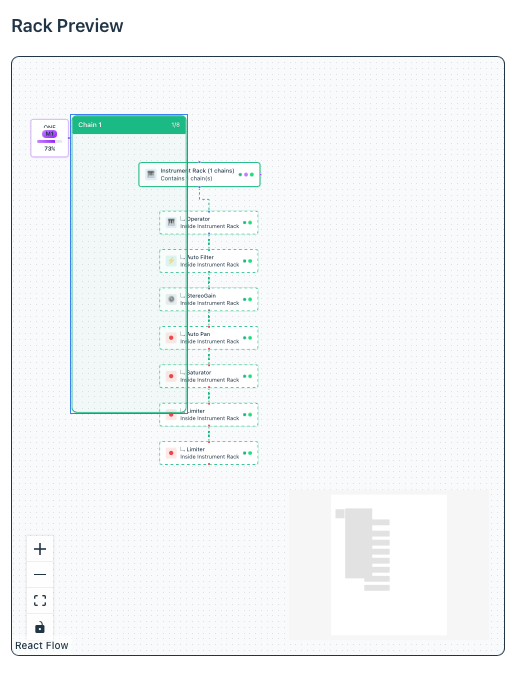 Rack Preview
Chain 1
1/8
ONE
M1
73%
Instrument Rack (1 chains)
Contains chain(s)
Operator
Inside Instrument Rack
Auto Filter
Inside Instrument Rack
StereoGain
Inside Instrument Rack
Auto Pan
Inside Instrument Rack
Saturator
Inside Instrument Rack
Limiter
Inside Instrument Rack
Limiter
Inside Instrument Rack
React Flow